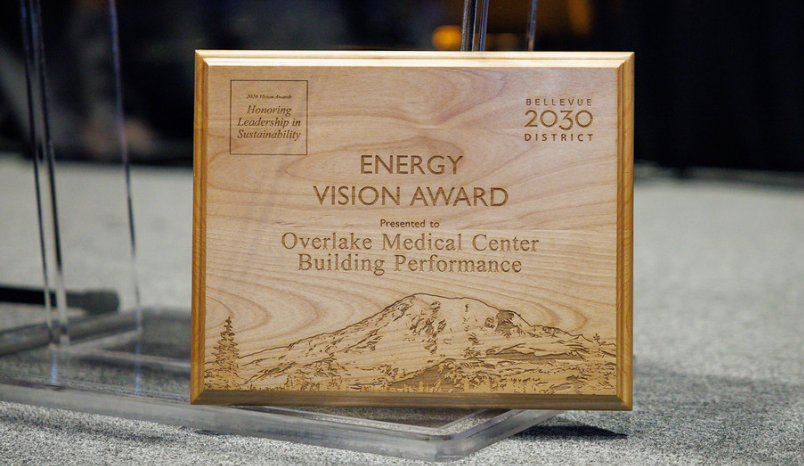 2024 Vision Awards
Honoring
Leadership in
Sustainability
BELLEVUE
2030
DISTRICT
ENERGY
VISION AWARD
Presented to
Overlake Medical Center
Building Performance